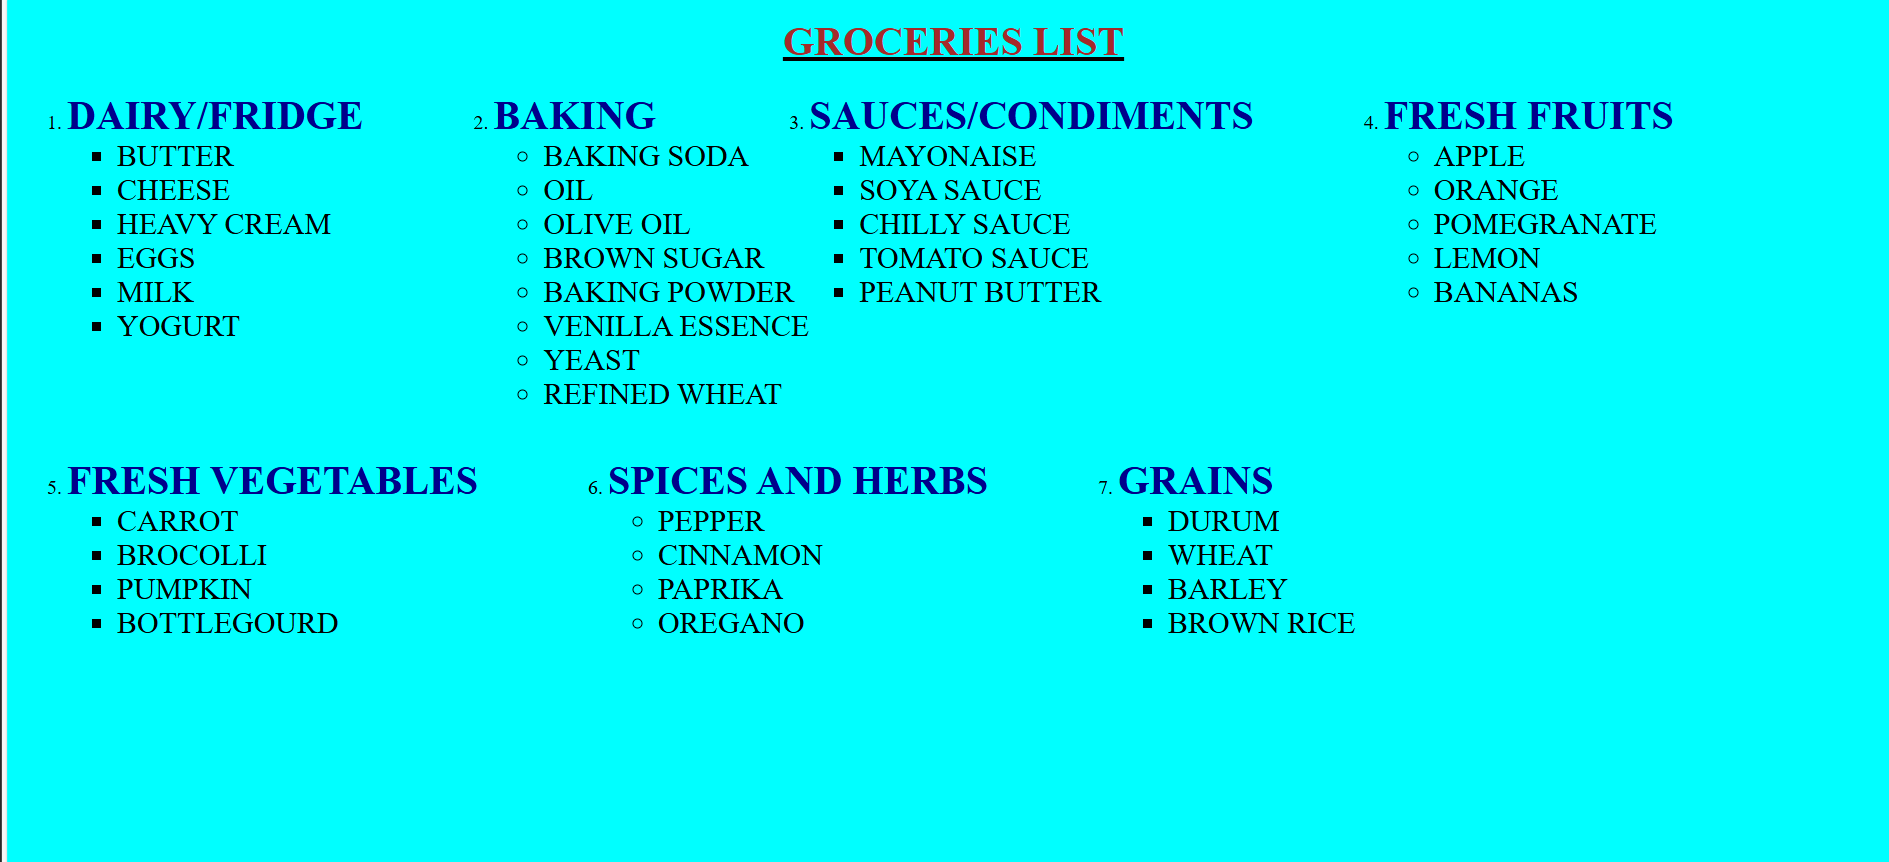 GROCERIES LIST
1. DAIRY/FRIDGE
BUTTER
CHEESE
HEAVY CREAM
EGGS
MILK
YOGURT
2. BAKING
BAKING SODA
OIL
OLIVE OIL
BROWN SUGAR
BAKING POWDER
VENILLA ESSENCE
YEAST
REFINED WHEAT
3. SAUCES/CONDIMENTS
MAYONAISE
SOYA SAUCE
CHILLY SAUCE
TOMATO SAUCE
PEANUT BUTTER
4. FRESH FRUITS
APPLE
ORANGE
POMEGRANATE
LEMON
BANANAS
5. FRESH VEGETABLES
CARROT
BROCOLLI
PUMPKIN
BOTTLEGOURD
6. SPICES AND HERBS
PEPPER
CINNAMON
PAPRIKA
OREGANO
7. GRAINS
DURUM
WHEAT
BARLEY
BROWN RICE